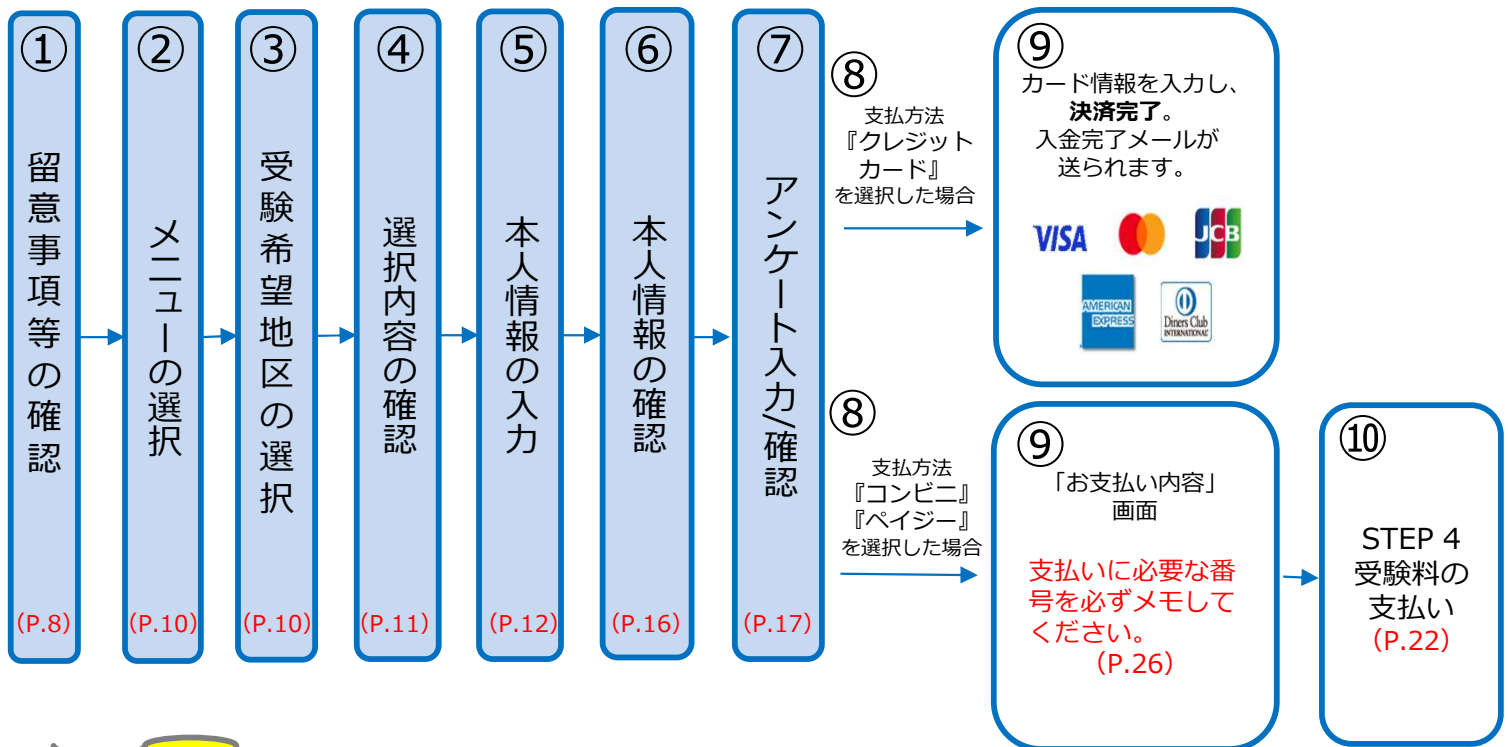 ①
留意事項等の確認
（P.8）
②
メニューの選択
（P.10）
③
受験希望地区の選択
（P.10）
④
選択内容の確認
（P.11）
⑤
本人情報の入力
（P.12）
⑥
本人情報の確認
（P.16）
⑦
アンケート入力/確認
（P.17）
⑧
支払方法
『クレジット
カード』
を選択した場合
⑨
カード情報を入力し、
決済完了。
入金完了メールが
送られます。
VISA
JCB
AMERICAN
EXPRESS
Diners Club
INTERNATIONAL
⑧
支払方法
『コンビニ』
『ペイジー』
を選択した場合
⑨
「お支払い内容」
画面
支払いに必要な番
号を必ずメモして
ください。
（P.26）
⑩
STEP 4
受験料の
支払い
（P.22）